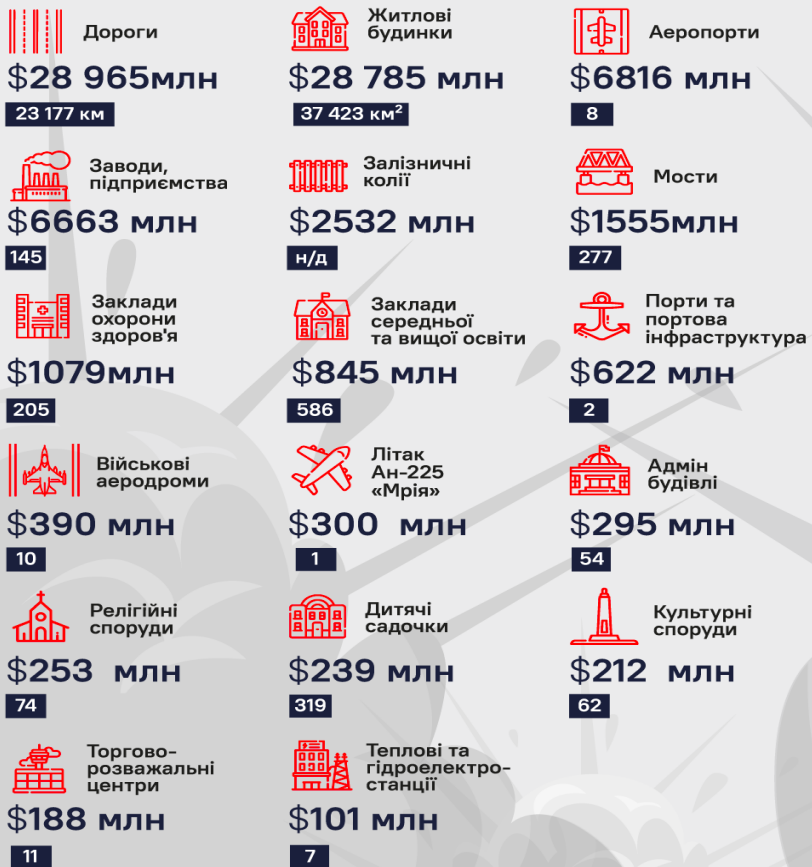 Дороги
$28 965млн
23 177 км
Житлові
будинки
$28 785 млн
37 423 км²
Аеропорти
$6816 млн
8
Заводи,
підприємства
$6663 млн
145
Залізничні
колії
$2532 млн
н/д
Мости
$1555млн
277
Заклади
охорони
здоров'я
$1079млн
205
Заклади
середньої
та вищої освіти
$845 млн
586
Порти та
портова
інфраструктура
$622 млн
2
Військові
аеродроми
$390 млн
10
Літак
Ан-225
«Мрія»
$300 млн
1
Адмін
будівлі
$295 млн
54
Релігійні
споруди
$253 млн
74
Дитячі
садочки
$239 млн
319
Культурні
споруди
$212 млн
62
Торгово-
розважальні
центри
$188 млн
11
Теплові та
гідроелектро-
станції
$101 млн
7